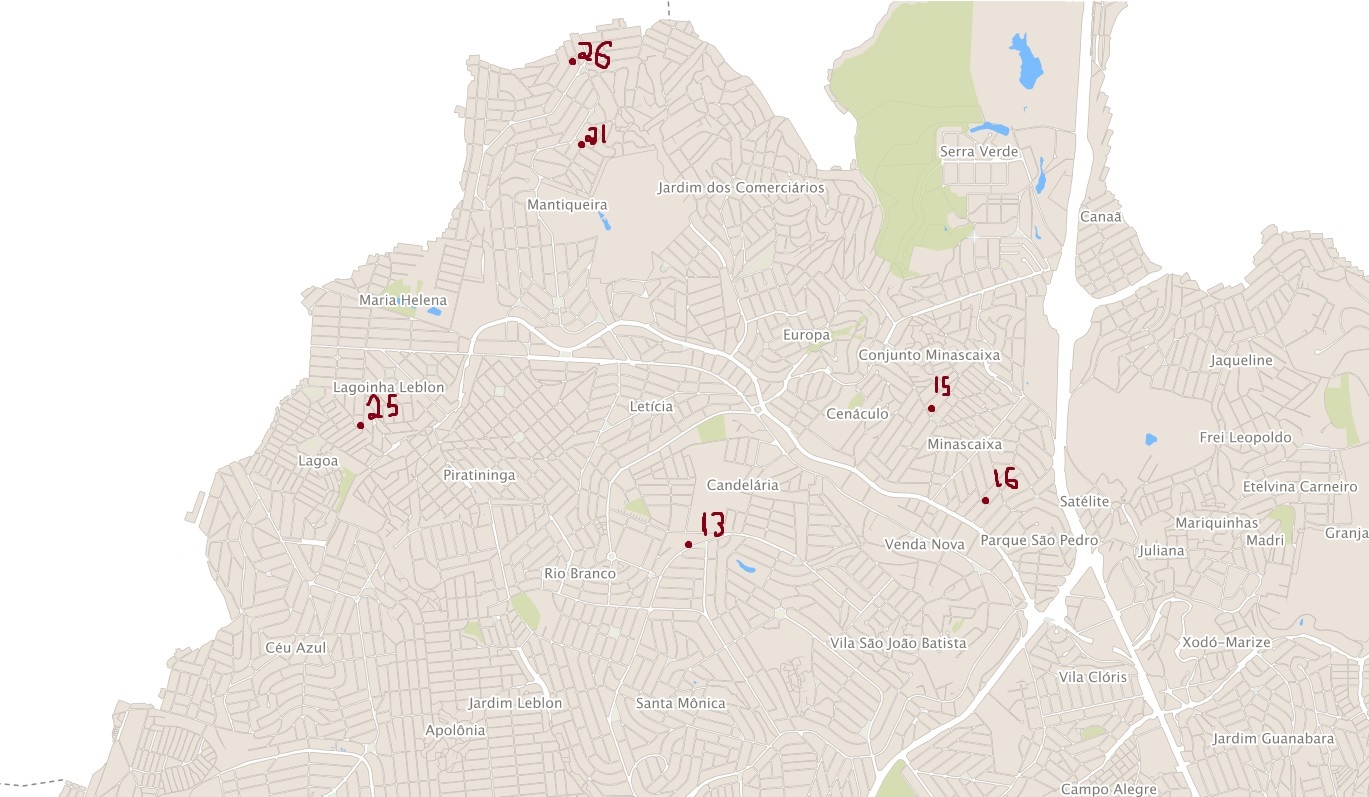 26
21
Serra Verde
Jardim dos Comerciários
Mantiqueira
Canaã
Maria Helena
Europa
Conjunto Minascaixa
Jaqueline
Lagoinha Leblon
15
25
Letícia
Cenáculo
Frei Leopoldo
Minascaixa
Lagoa
Piratininga
16
Candelária
Etelvina Carneiro
Satélite
13
Mariquinhas
Granja
Venda Nova
Parque São Pedro
Madri
Juliana
Rio Branco
Vila São João Batista
Xodó-Marize
Céu Azul
Vila Clóris
Jardim Leblon
Santa Mônica
Apolônia
Jardim Guanabara
Campo Alegre